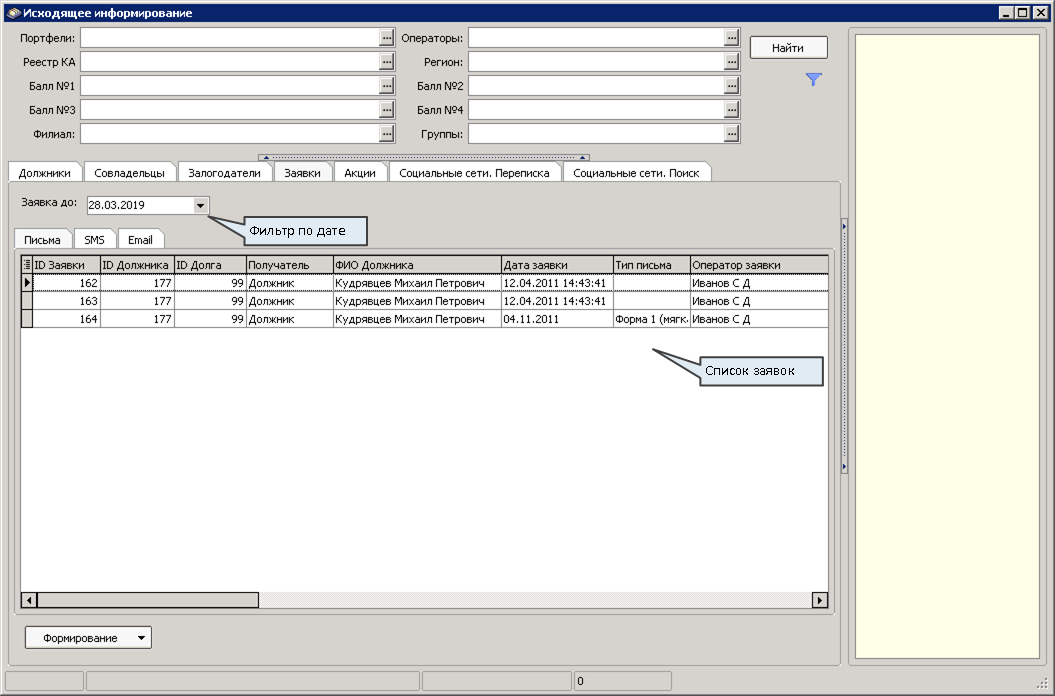 Исходящее информирование
Портфели: ... Операторы: ... Найти
Реестр КА ... Регион: ...
Балл №1 ... Балл №2 ...
Балл №3 ... Балл №4 ...
Филиал: ... Группы: ...
Должники Совладельцы Залогодатели Заявки Акции Социальные сети. Переписка Социальные сети. Поиск
Заявка до: 28.03.2019
Фильтр по дате
Письма SMS Email
ID Заявки ID Должника ID Долга Получатель ФИО Должника Дата заявки Тип письма Оператор заявки
162 177 99 Должник Кудрявцев Михаил Петрович 12.04.2011 14:43:41 Иванов С Д
163 177 99 Должник Кудрявцев Михаил Петрович 12.04.2011 14:43:41 Иванов С Д
164 177 99 Должник Кудрявцев Михаил Петрович 04.11.2011 Форма 1 (мягк. Иванов С Д
Список заявок
Формирование
0